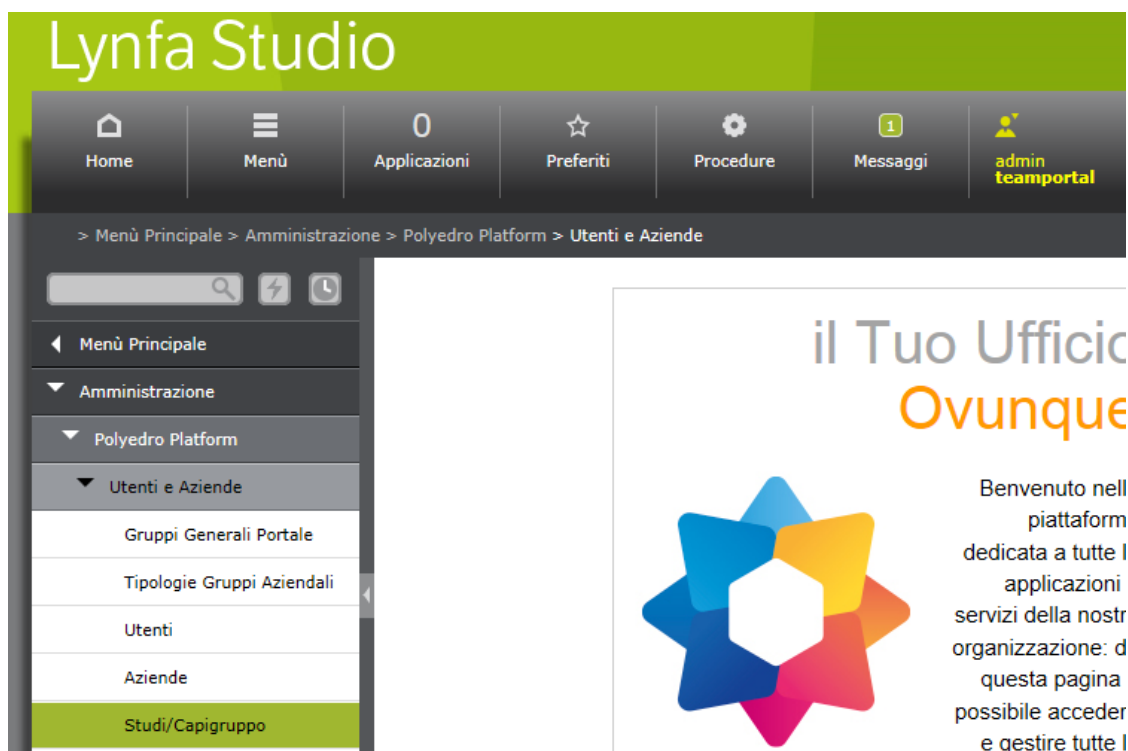 Lynfa Studio
Home
Menù
0
Applicazioni
Preferiti
Procedure
1
Messaggi
admin
teamportal
> Menù Principale > Amministrazione > Polyedro Platform > Utenti e Aziende
Menù Principale
Amministrazione
Polyedro Platform
Utenti e Aziende
Gruppi Generali Portale
Tipologie Gruppi Aziendali
Utenti
Aziende
Studi/Capigruppo
il Tuo Ufficio
Ovunque
Benvenuto nell
piattaform
dedicata a tutte l
applicazioni
servizi della nostr
organizzazione: d
questa pagina
possibile acceder
e gestire tutte l